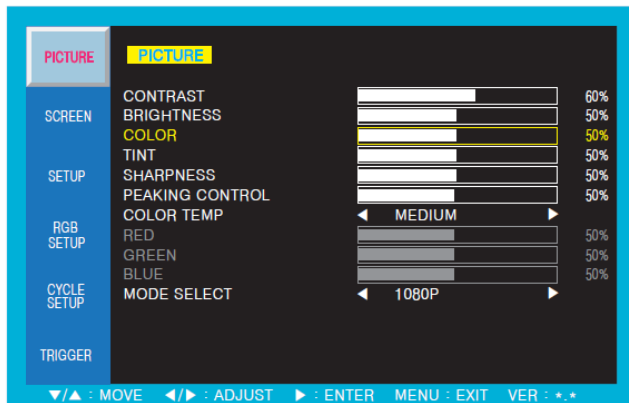 PICTURE
SCREEN
SETUP
RGB
SETUP
CYCLE
SETUP
TRIGGER
PICTURE
CONTRAST 60%
BRIGHTNESS 50%
COLOR 50%
TINT 50%
SHARPNESS 50%
PEAKING CONTROL 50%
COLOR TEMP ◀ MEDIUM ▶
RED 50%
GREEN 50%
BLUE 50%
MODE SELECT ◀ 1080P ▶
▼/▲ : MOVE ◀/▶ : ADJUST ▶ : ENTER MENU : EXIT VER : *.*